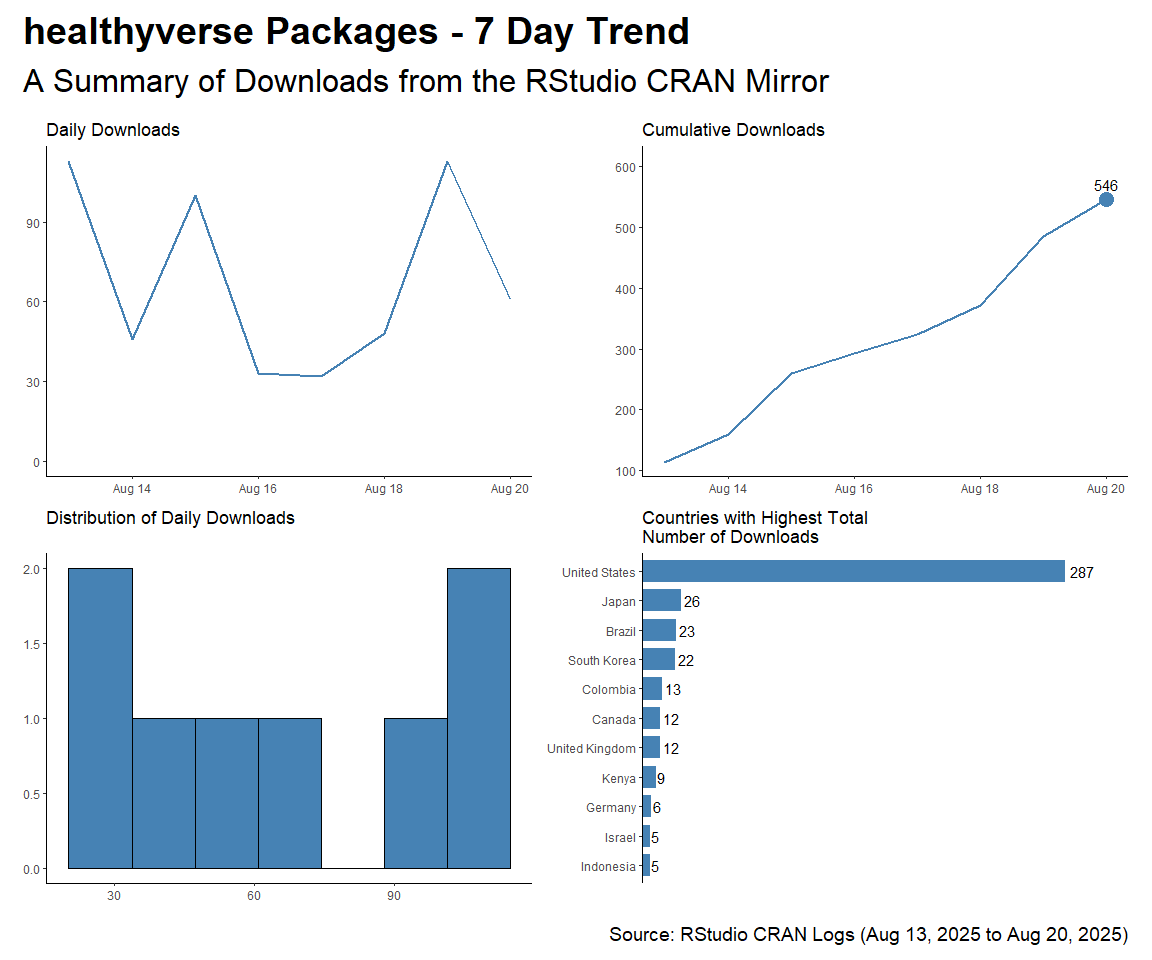 healthyverse Packages - 7 Day Trend
A Summary of Downloads from the RStudio CRAN Mirror
Daily Downloads
90
60
30
0
Aug 14
Aug 16
Aug 18
Aug 20
Cumulative Downloads
600
500
400
300
200
100
546
Aug 14
Aug 16
Aug 18
Aug 20
Distribution of Daily Downloads
2.0
1.5
1.0
0.5
0.0
30
60
90
Countries with Highest Total
Number of Downloads
United States 287
Japan 26
Brazil 23
South Korea 22
Colombia 13
Canada 12
United Kingdom 12
Kenya 9
Germany 6
Israel 5
Indonesia 5
Source: RStudio CRAN Logs (Aug 13, 2025 to Aug 20, 2025)